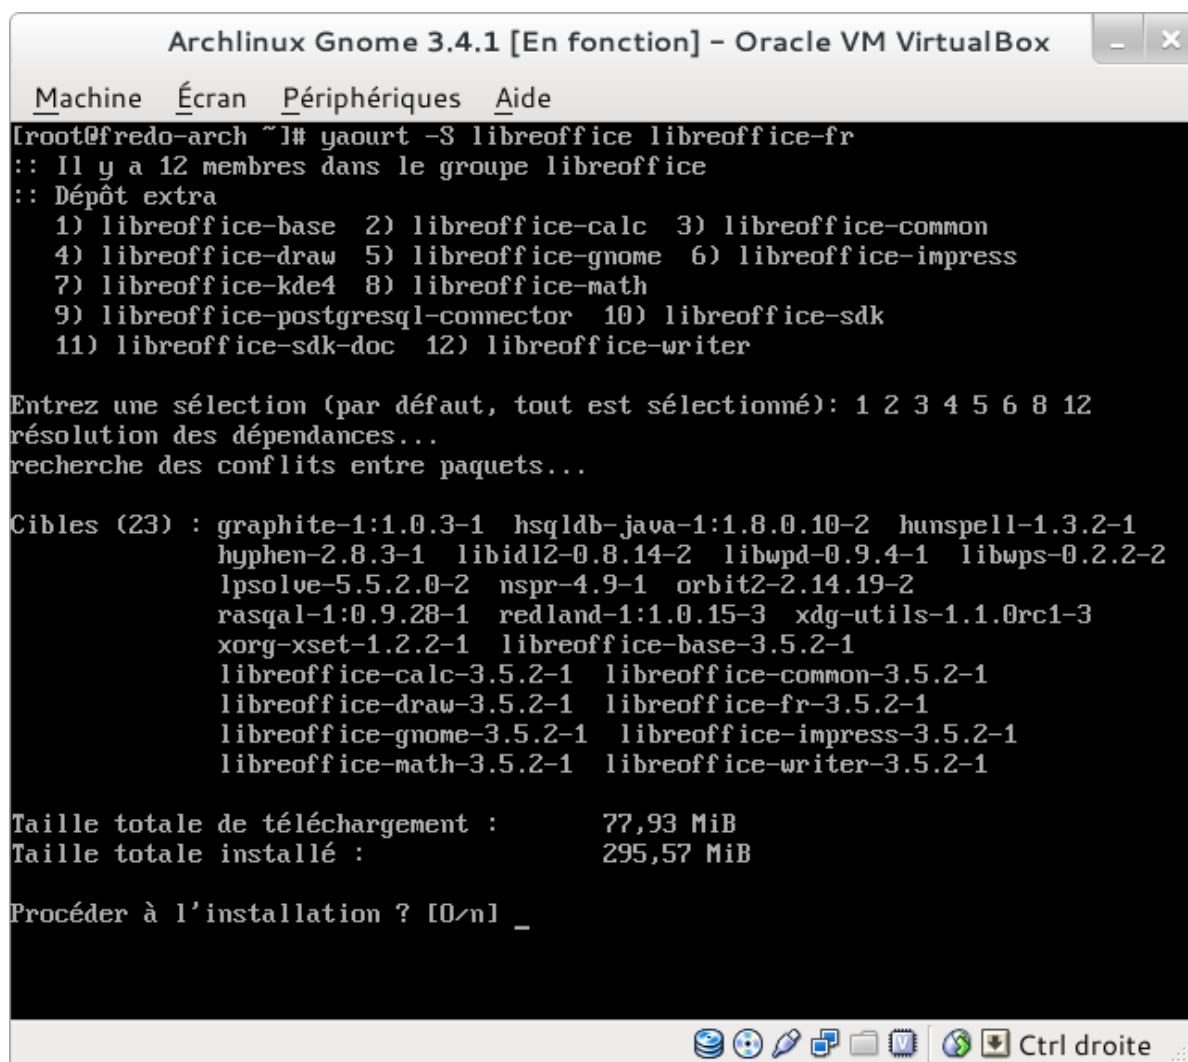 Archlinux Gnome 3.4.1 [En fonction] – Oracle VM VirtualBox
Machine Écran Périphériques Aide
[root@fredo-arch ~]# yaourt -S libreoffice libreoffice-fr
:: Il y a 12 membres dans le groupe libreoffice
:: Dépôt extra
1) libreoffice-base 2) libreoffice-calc 3) libreoffice-common
4) libreoffice-draw 5) libreoffice-gnome 6) libreoffice-impress
7) libreoffice-kde4 8) libreoffice-math
9) libreoffice-postgresql-connector 10) libreoffice-sdk
11) libreoffice-sdk-doc 12) libreoffice-writer
Entrez une sélection (par défaut, tout est sélectionné): 1 2 3 4 5 6 8 12
résolution des dépendances...
recherche des conflits entre paquets...
Cibles (23) : graphite-1:1.0.3-1 hsqldb-java-1:1.8.0.10-2 hunspell-1.3.2-1
hyphen-2.8.3-1 libidl2-0.8.14-2 libwpd-0.9.4-1 libwps-0.2.2-2
lpsolve-5.5.2.0-2 nspr-4.9-1 orbit2-2.14.19-2
rasqal-1:0.9.28-1 redland-1:1.0.15-3 xdg-utils-1.1.0rc1-3
xorg-xset-1.2.2-1 libreoffice-base-3.5.2-1
libreoffice-calc-3.5.2-1 libreoffice-common-3.5.2-1
libreoffice-draw-3.5.2-1 libreoffice-fr-3.5.2-1
libreoffice-gnome-3.5.2-1 libreoffice-impress-3.5.2-1
libreoffice-math-3.5.2-1 libreoffice-writer-3.5.2-1
Taille totale de téléchargement : 77,93 MiB
Taille totale installé : 295,57 MiB
Procéder à l'installation ? [O/n] _
Ctrl droite